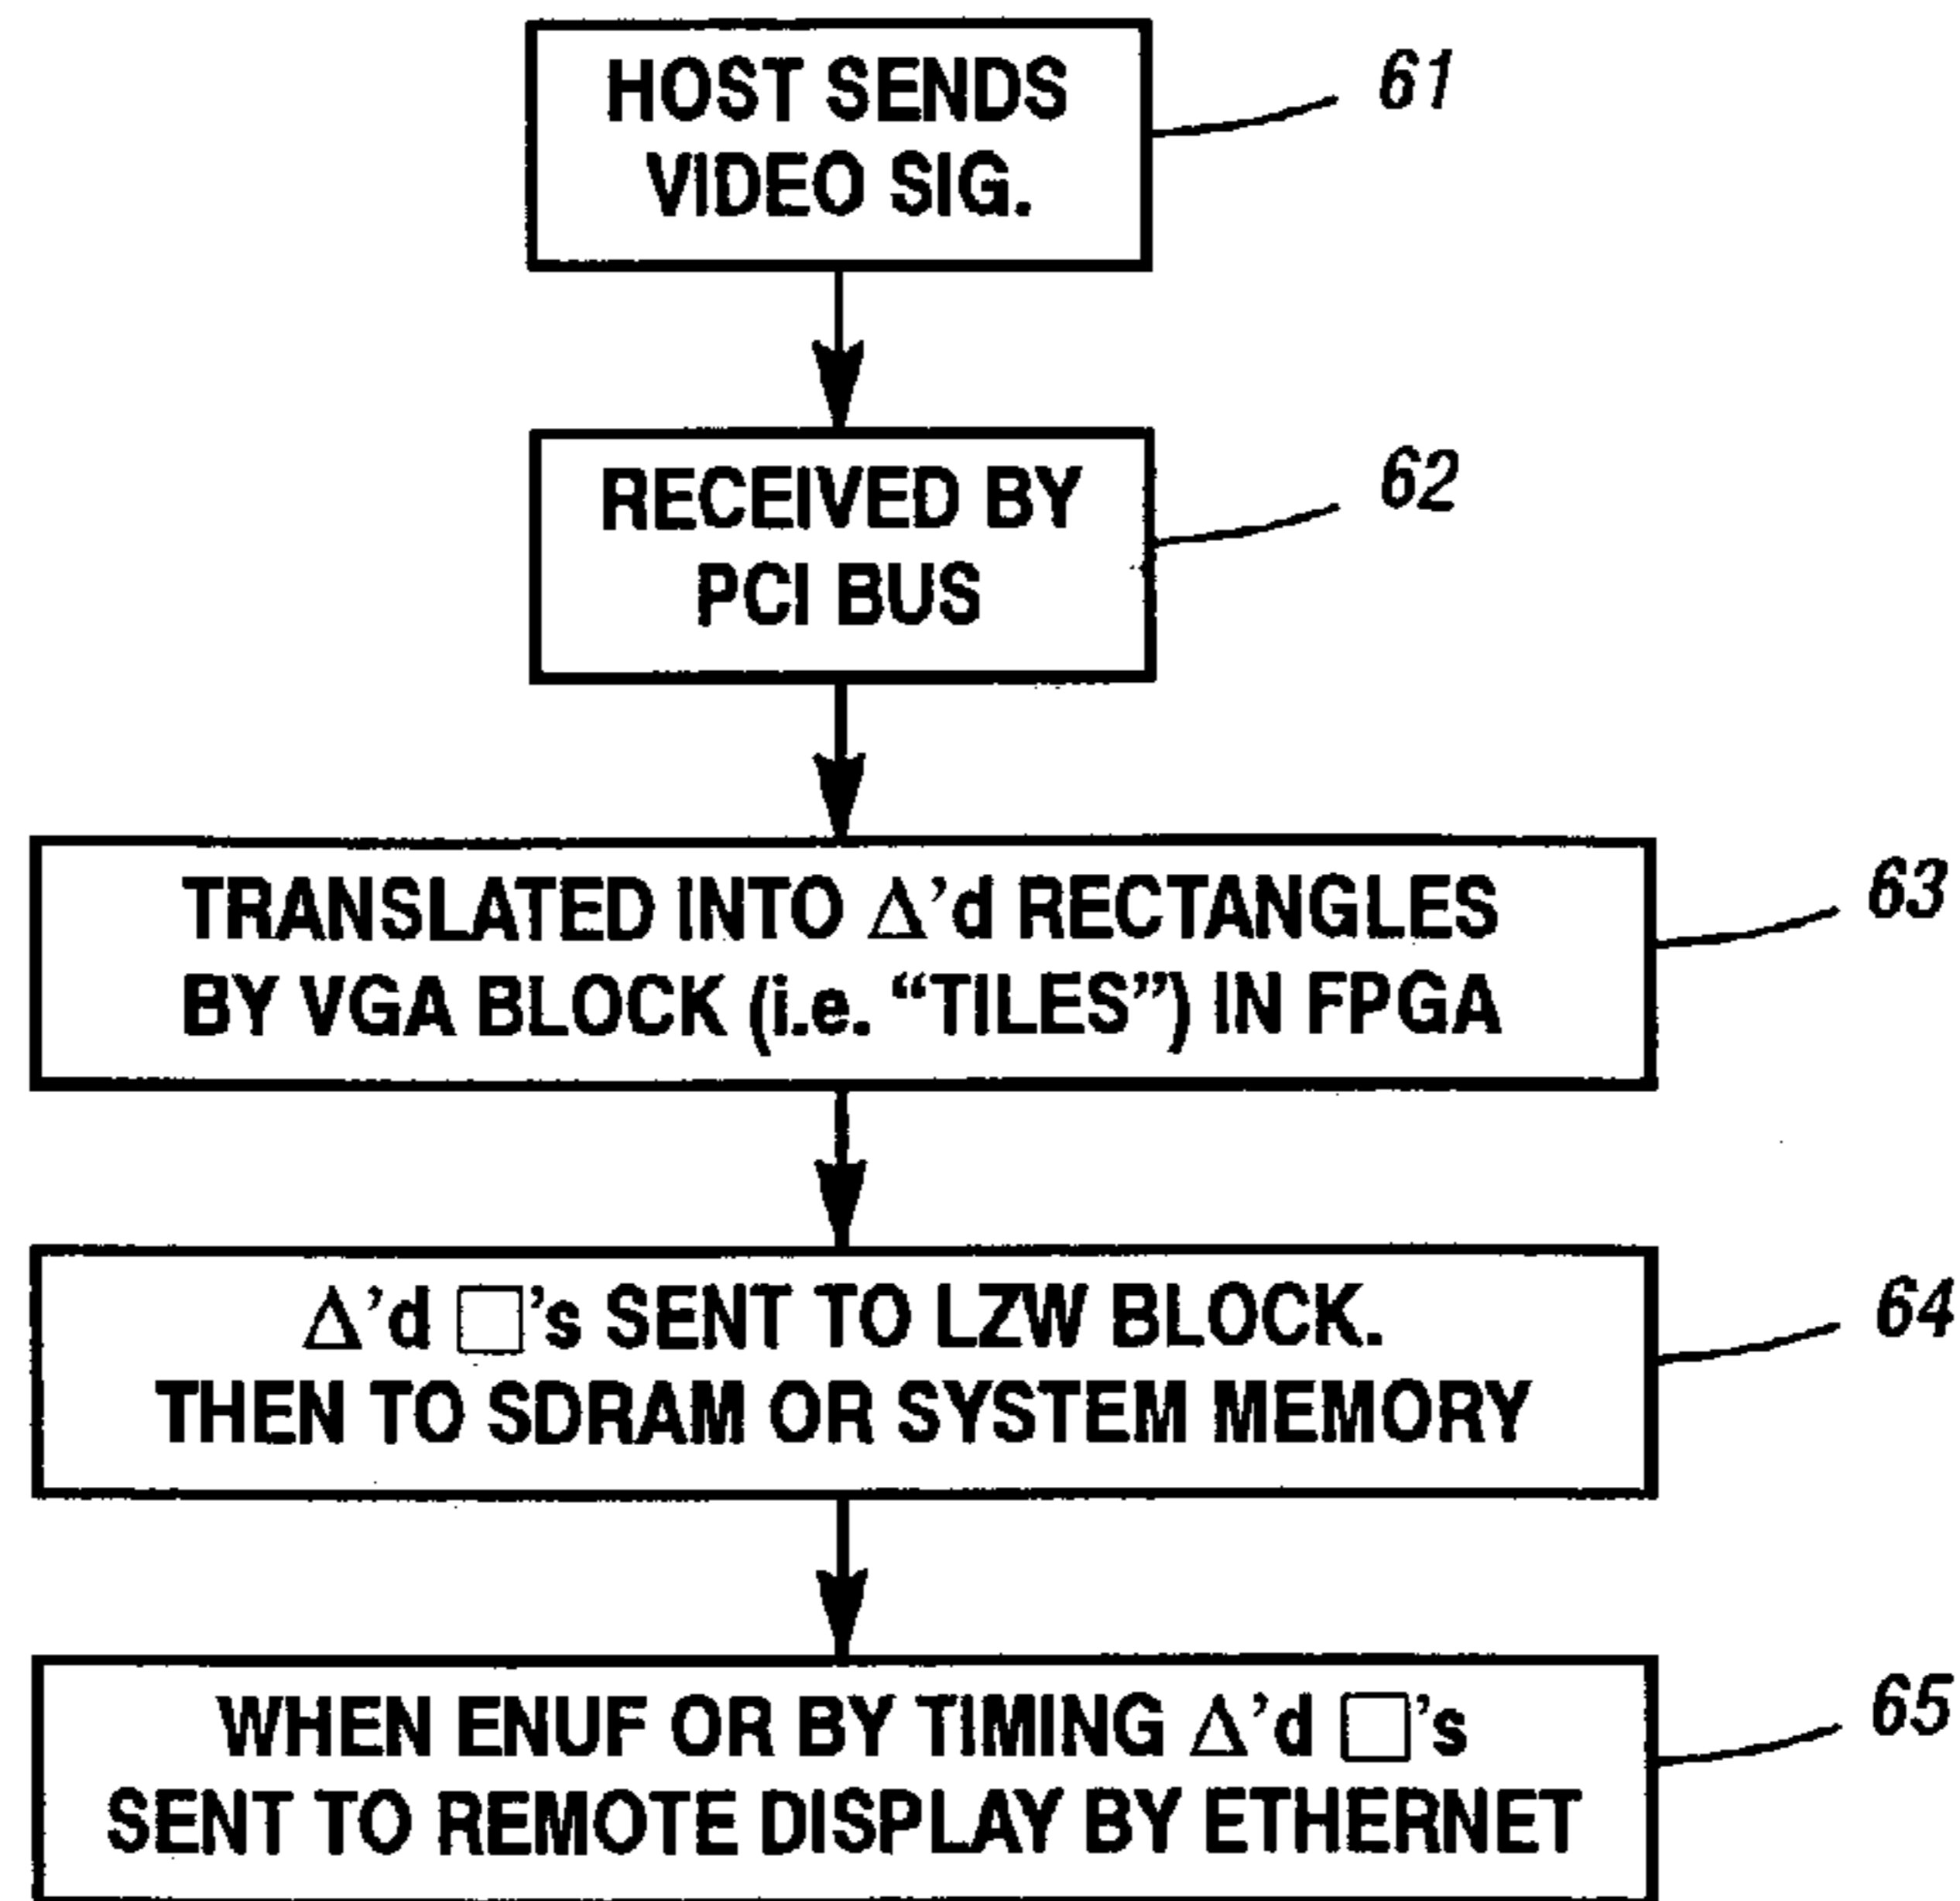 HOST SENDS
VIDEO SIG.
61
RECEIVED BY
PCI BUS
62
TRANSLATED INTO Δ’d RECTANGLES
BY VGA BLOCK (i.e. “TILES”) IN FPGA
63
Δ’d □’s SENT TO LZW BLOCK.
THEN TO SDRAM OR SYSTEM MEMORY
64
WHEN ENUF OR BY TIMING Δ’d □’s
SENT TO REMOTE DISPLAY BY ETHERNET
65